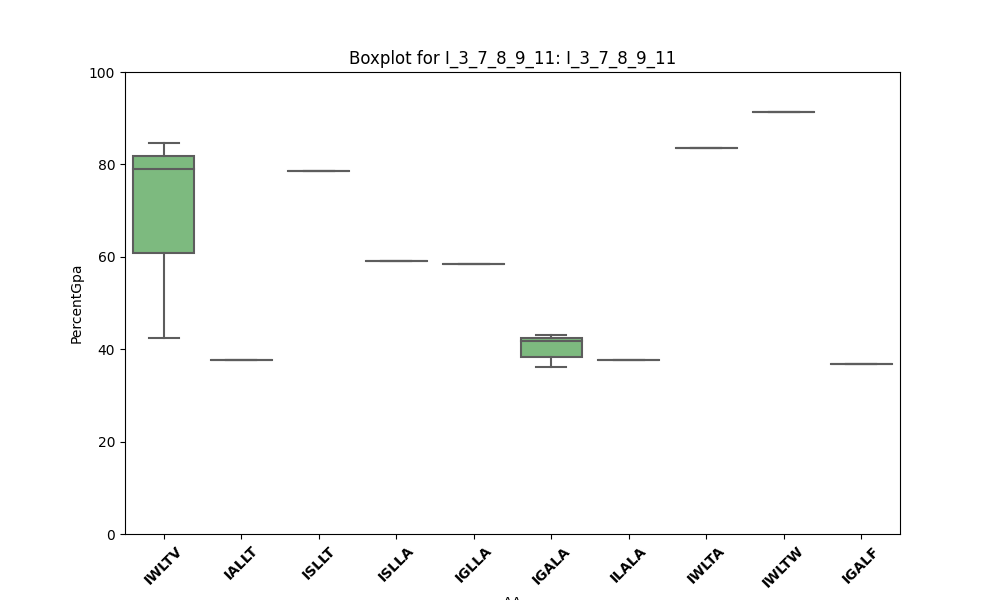 Boxplot for I_3_7_8_9_11: I_3_7_8_9_11
PercentGpa
100
80
60
40
20
0
IWLTV
IALLT
ISLLT
ISLLA
IGLLA
IGALA
ILALA
IWLTA
IWLTW
IGALF